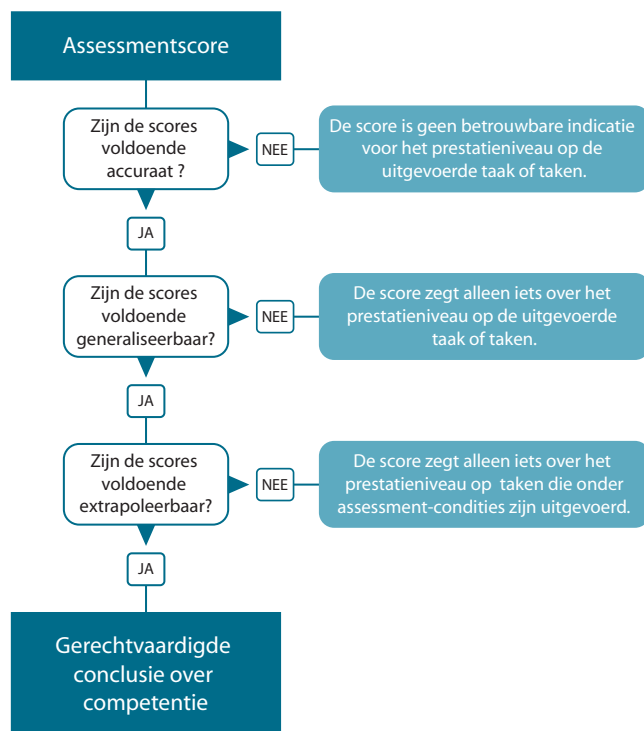 Assessmentscore
Zijn de scores
voldoende
accuraat ?
NEE
De score is geen betrouwbare indicatie
voor het prestatieniveau op de
uitgevoerde taak of taken.
JA
Zijn de scores
voldoende
generaliseerbaar?
NEE
De score zegt alleen iets over het
prestatieniveau op de uitgevoerde
taak of taken.
JA
Zijn de scores
voldoende
extrapoleerbaar?
NEE
De score zegt alleen iets over het
prestatieniveau op taken die onder
assessment-condities zijn uitgevoerd.
JA
Gerechtvaardigde
conclusie over
competentie